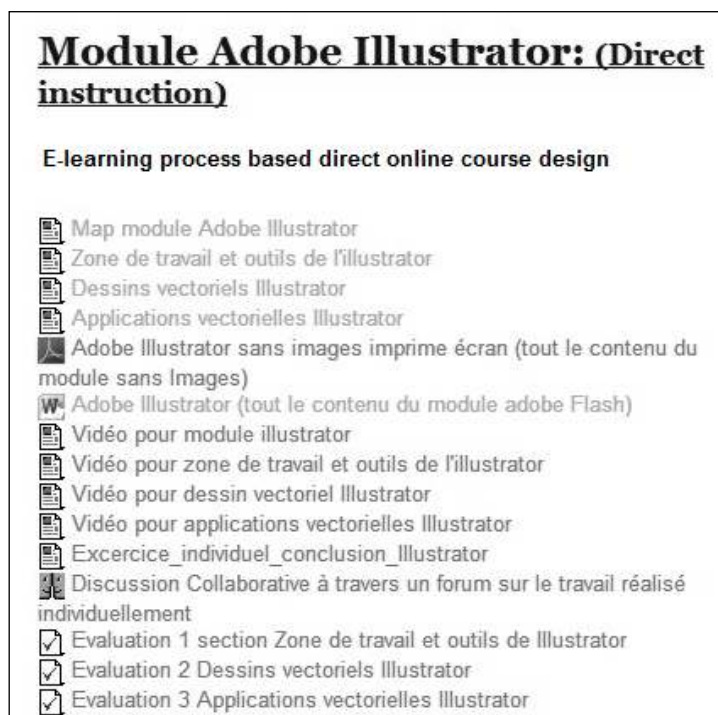 Module Adobe Illustrator: (Direct
instruction)
E-learning process based direct online course design
Map module Adobe Illustrator
Zone de travail et outils de l'illustrator
Dessins vectoriels Illustrator
Applications vectorielles Illustrator
Adobe Illustrator sans images imprime écran (tout le contenu du
module sans Images)
Adobe Illustrator (tout le contenu du module adobe Flash)
Vidéo pour module illustrator
Vidéo pour zone de travail et outils de l'illustrator
Vidéo pour dessin vectoriel Illustrator
Vidéo pour applications vectorielles Illustrator
Excercice_individuel_conclusion_Illustrator
Discussion Collaborative à travers un forum sur le travail réalisé
individuellement
Evaluation 1 section Zone de travail et outils de Illustrator
Evaluation 2 Dessins vectoriels Illustrator
Evaluation 3 Applications vectorielles Illustrator